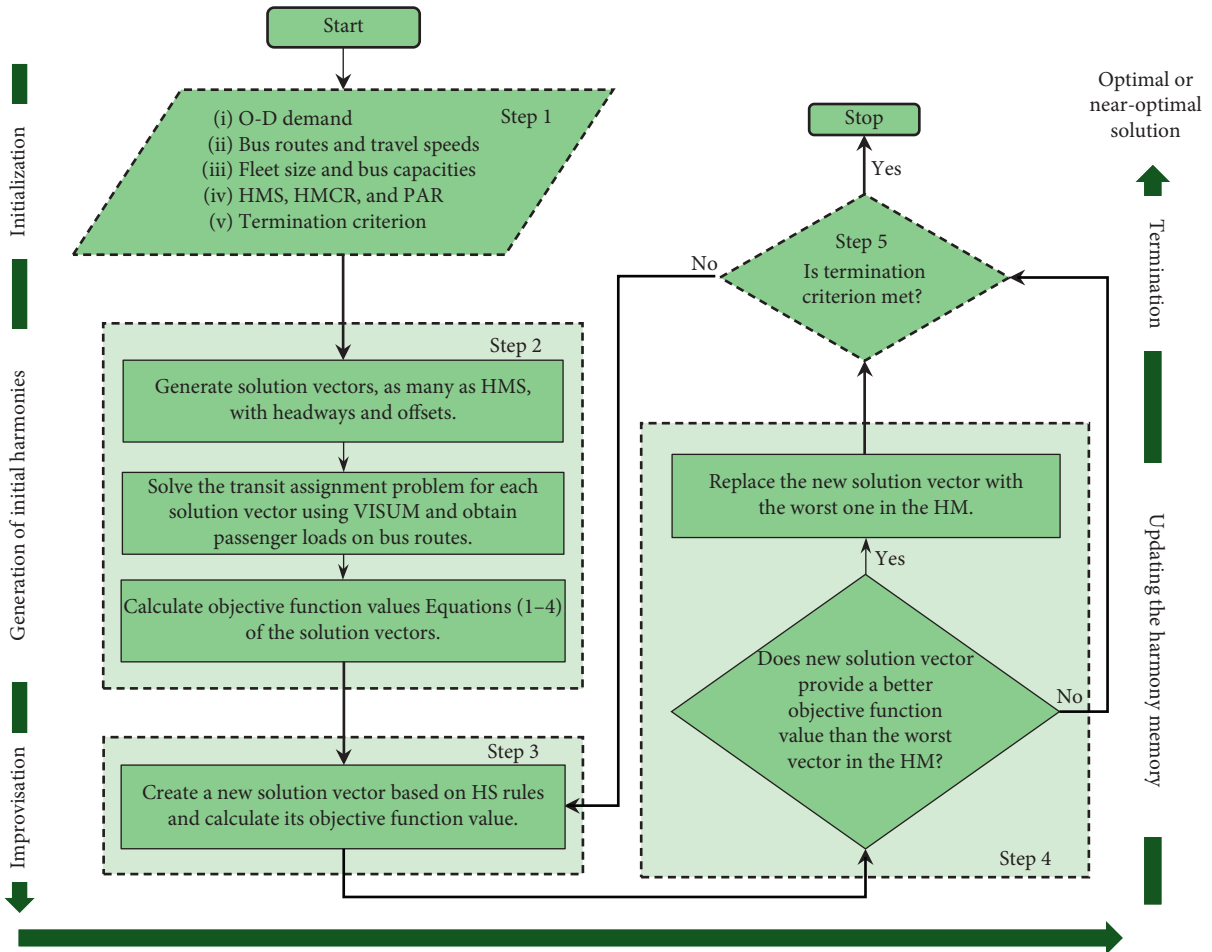 Start
Step 1
(i) O-D demand
(ii) Bus routes and travel speeds
(iii) Fleet size and bus capacities
(iv) HMS, HMCR, and PAR
(v) Termination criterion
Initialization
Step 2
Generate solution vectors, as many as HMS,
with headways and offsets.
Solve the transit assignment problem for each
solution vector using VISUM and obtain
passenger loads on bus routes.
Calculate objective function values Equations (1–4)
of the solution vectors.
Generation of initial harmonies
Step 3
Create a new solution vector based on HS rules
and calculate its objective function value.
Improvisation
Step 4
Does new solution vector
provide a better
objective function
value than the worst
vector in the HM?
No
Yes
Replace the new solution vector with
the worst one in the HM.
Updating the harmony memory
Step 5
Is termination
criterion met?
No
Yes
Stop
Termination
Optimal or
near-optimal
solution